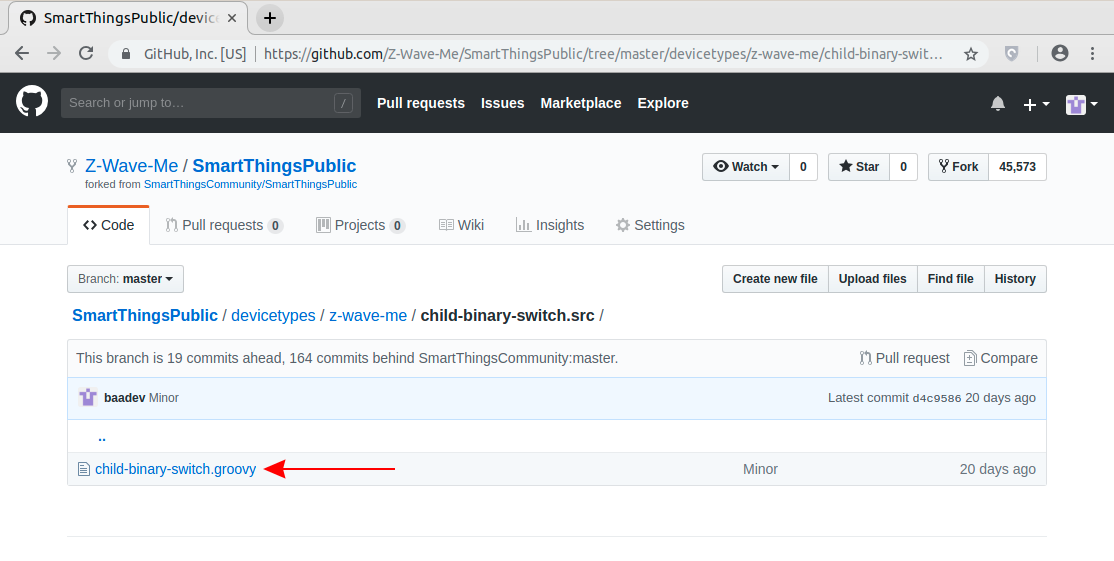 SmartThingsPublic/device
GitHub, Inc. [US] https://github.com/Z-Wave-Me/SmartThingsPublic/tree/master/devicetypes/z-wave-me/child-binary-swit…
Search or jump to… / Pull requests Issues Marketplace Explore
Z-Wave-Me / SmartThingsPublic Watch 0 Star 0 Fork 45,573
forked from SmartThingsCommunity/SmartThingsPublic
Code Pull requests 0 Projects 0 Wiki Insights Settings
Branch: master Create new file Upload files Find file History
SmartThingsPublic / devicetypes / z-wave-me / child-binary-switch.src /
This branch is 19 commits ahead, 164 commits behind SmartThingsCommunity:master. Pull request Compare
baadev Minor Latest commit d4c9586 20 days ago
..
child-binary-switch.groovy Minor 20 days ago